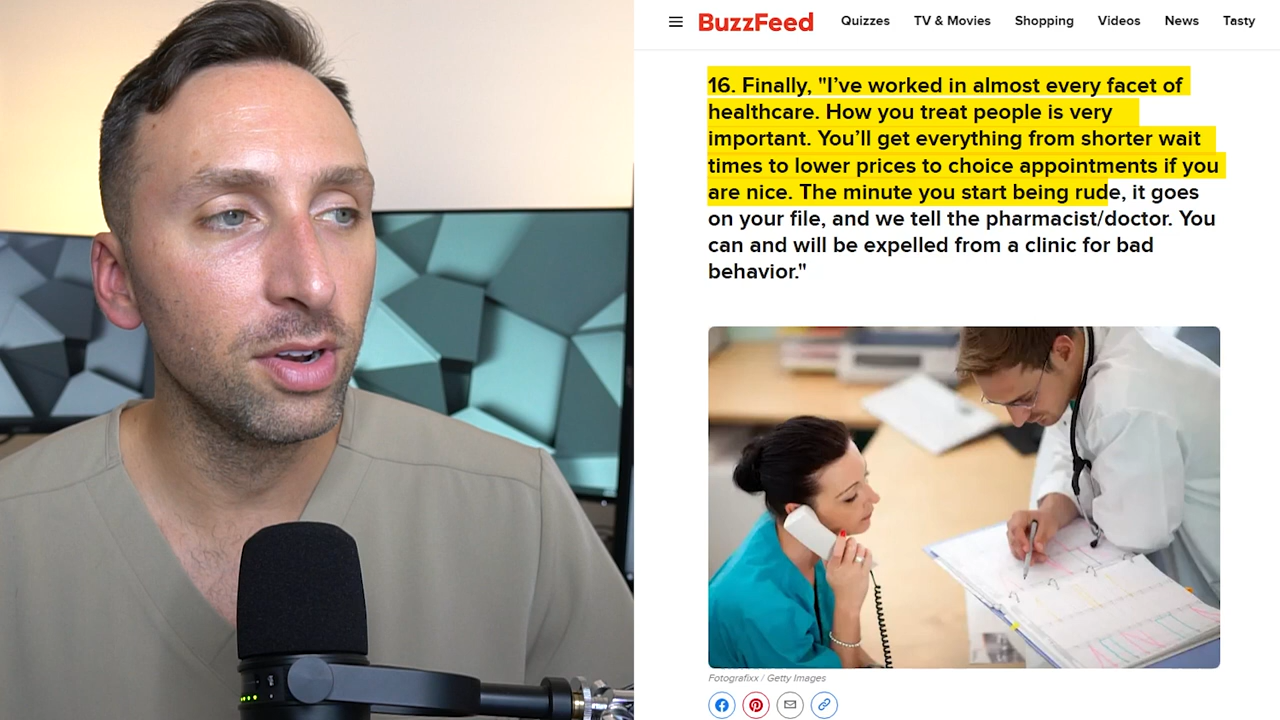 BuzzFeed Quizzes TV & Movies Shopping Videos News Tasty
16. Finally, "I’ve worked in almost every facet of
healthcare. How you treat people is very
important. You’ll get everything from shorter wait
times to lower prices to choice appointments if you
are nice. The minute you start being rude, it goes
on your file, and we tell the pharmacist/doctor. You
can and will be expelled from a clinic for bad
behavior."
Fotografixx / Getty Images